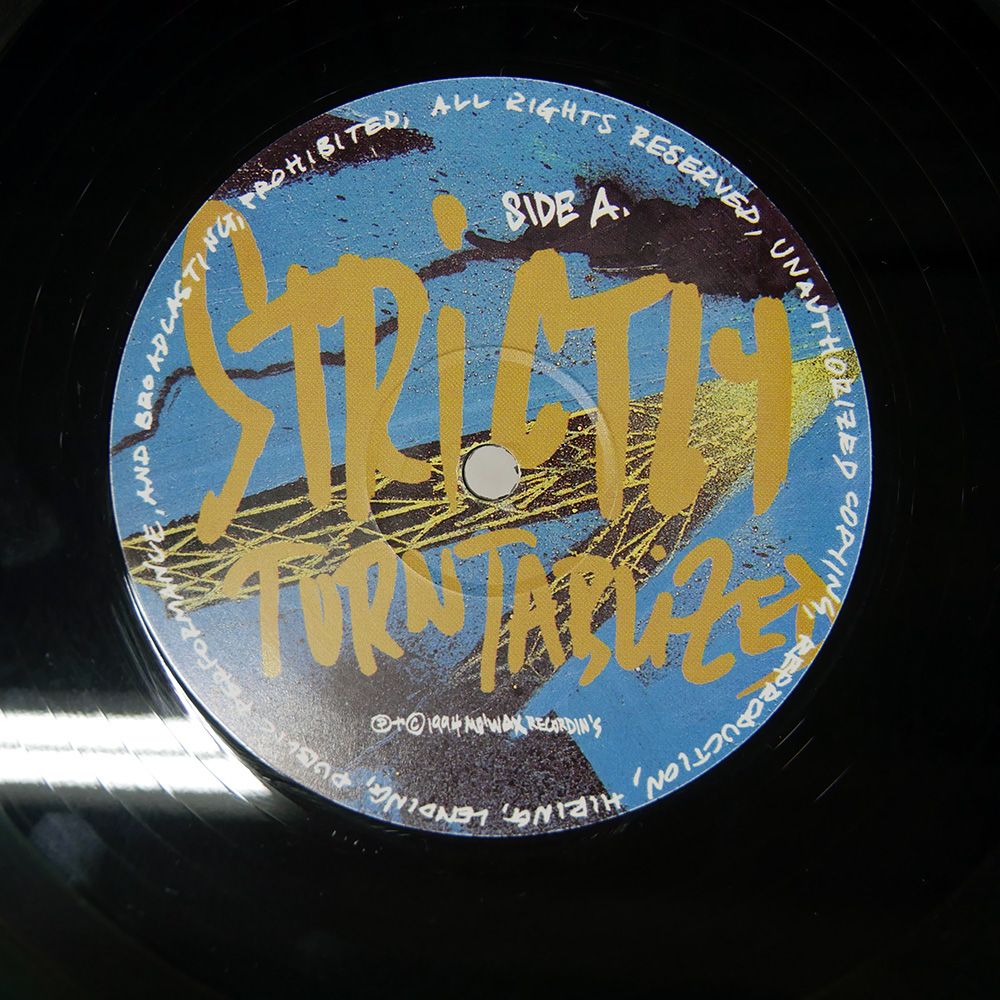 ALL RIGHTS RESERVED, UNAUTHORIZED COPYING, REPRODUCTION, HIRING, LENDING, PUBLIC PERFORMANCE, AND BROADCASTING, PROHIBITED,
SIDE A.
STRiCTLY
TURNTABLiZEd
℗+© 1994 MO'WAX RECORDIN'S